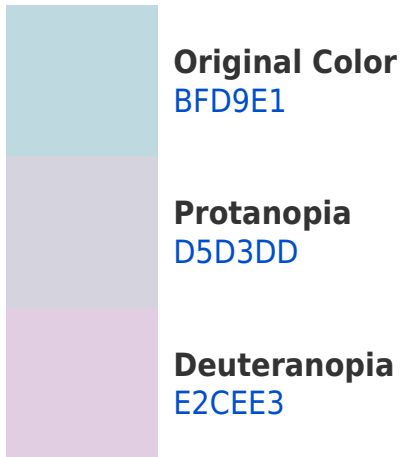 Original Color
BFD9E1
Protanopia
D5D3DD
Deuteranopia
E2CEE3